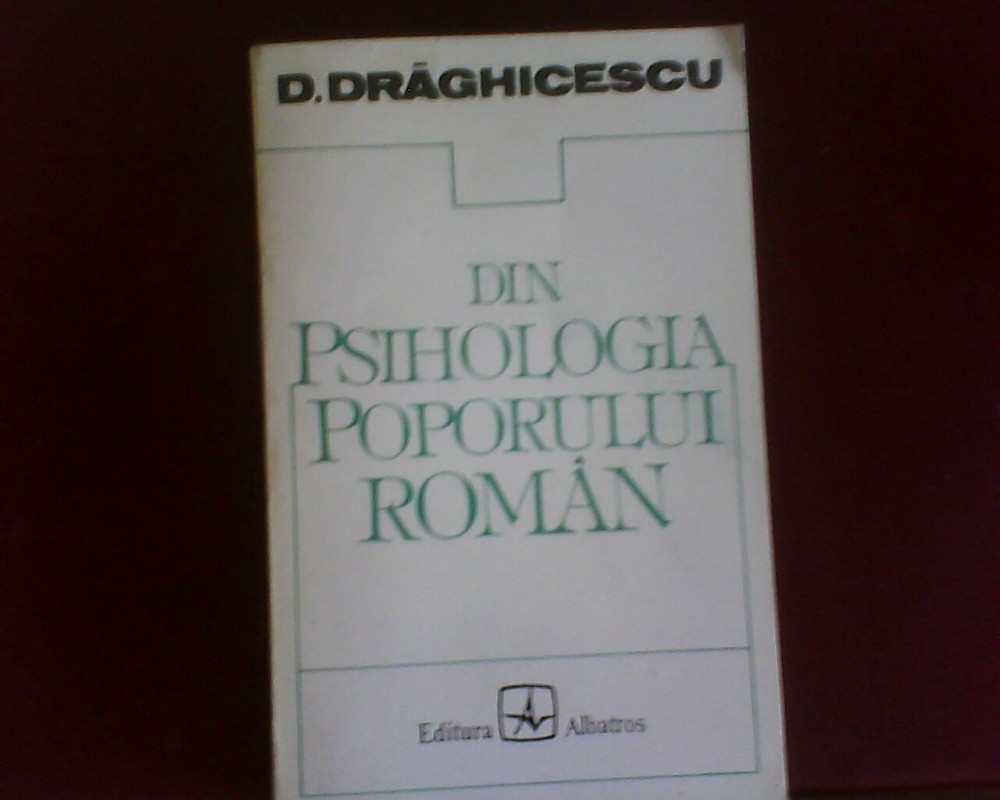 D. DRĂGHICESCU
DIN
PSIHOLOGIA
POPORULUI
ROMÂN
Editura Albatros